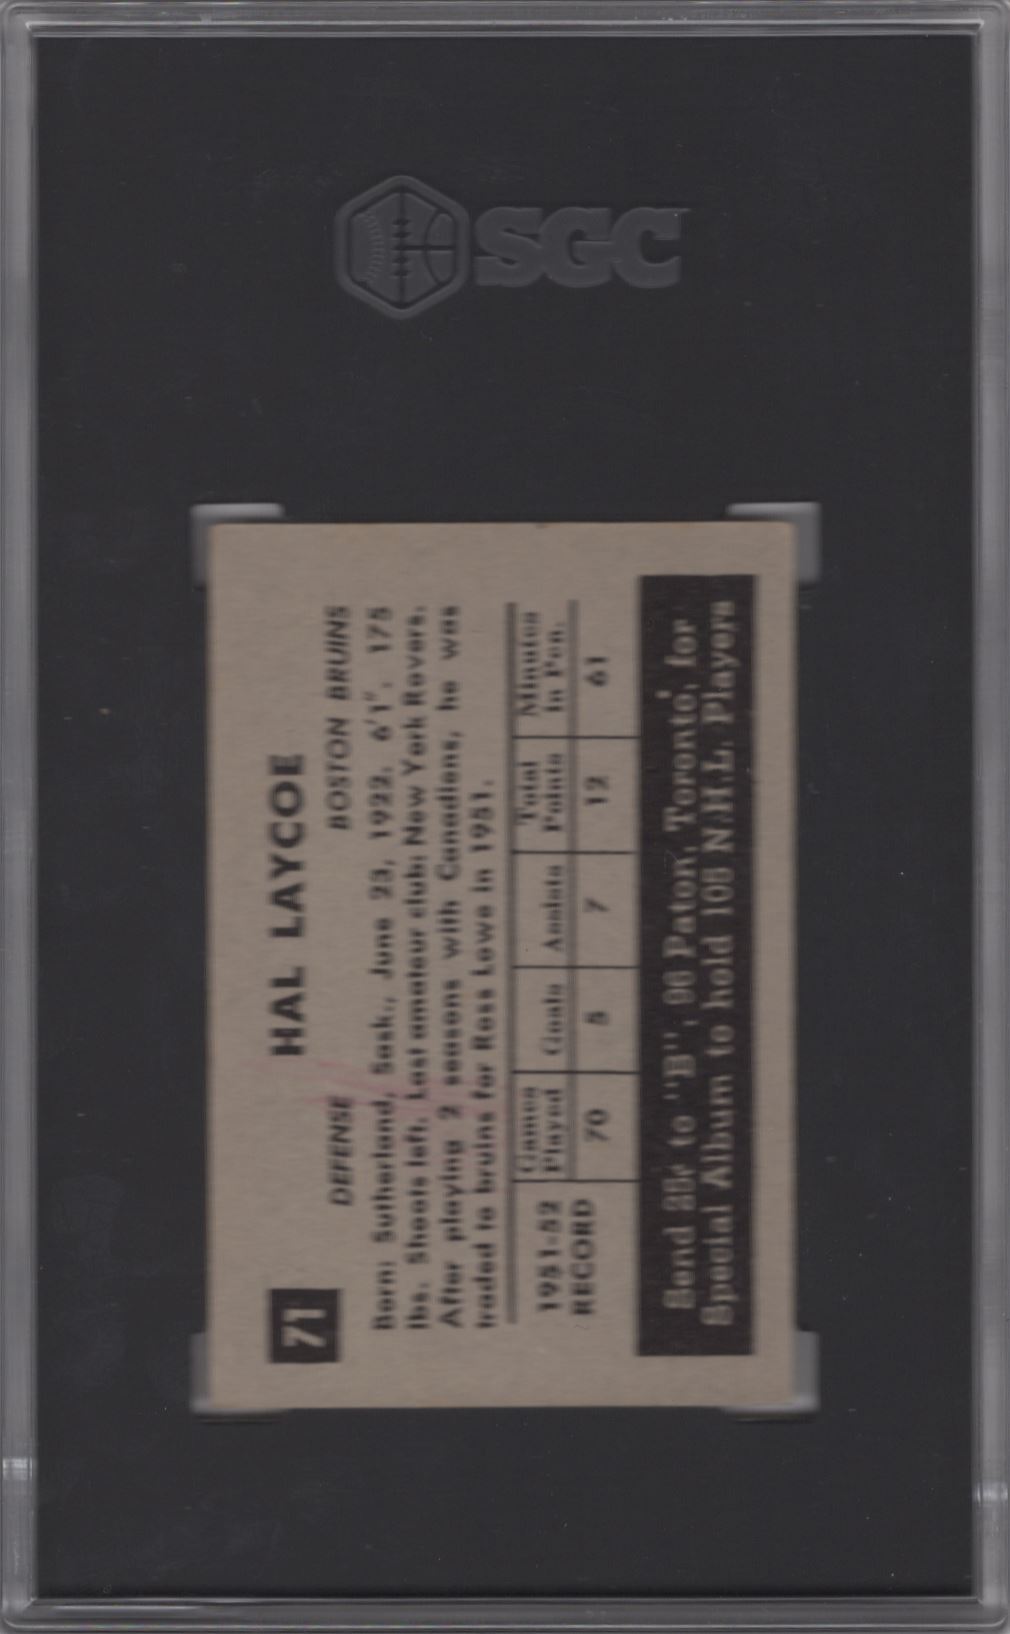 SGC
71
HAL LAYCOE
DEFENSE BOSTON BRUINS
Born: Sutherland, Sask., June 23, 1922. 6'1". 175
lbs. Shoots left. Last amateur club: New York Rovers.
After playing 2 seasons with Canadiens, he was
traded to bruins for Ross Lowe in 1951.
1951-52 RECORD
Games Played Goals Assists Total Points Minutes In Pen.
70 5 7 12 61
Send 25¢ to "B", 96 Paton, Toronto, for
Special Album to hold 105 N.H.L. Players